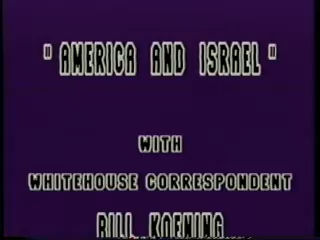 " AMERICA AND ISRAEL "
WITH
WHITEHOUSE CORRESPONDENT
BILL KOENING